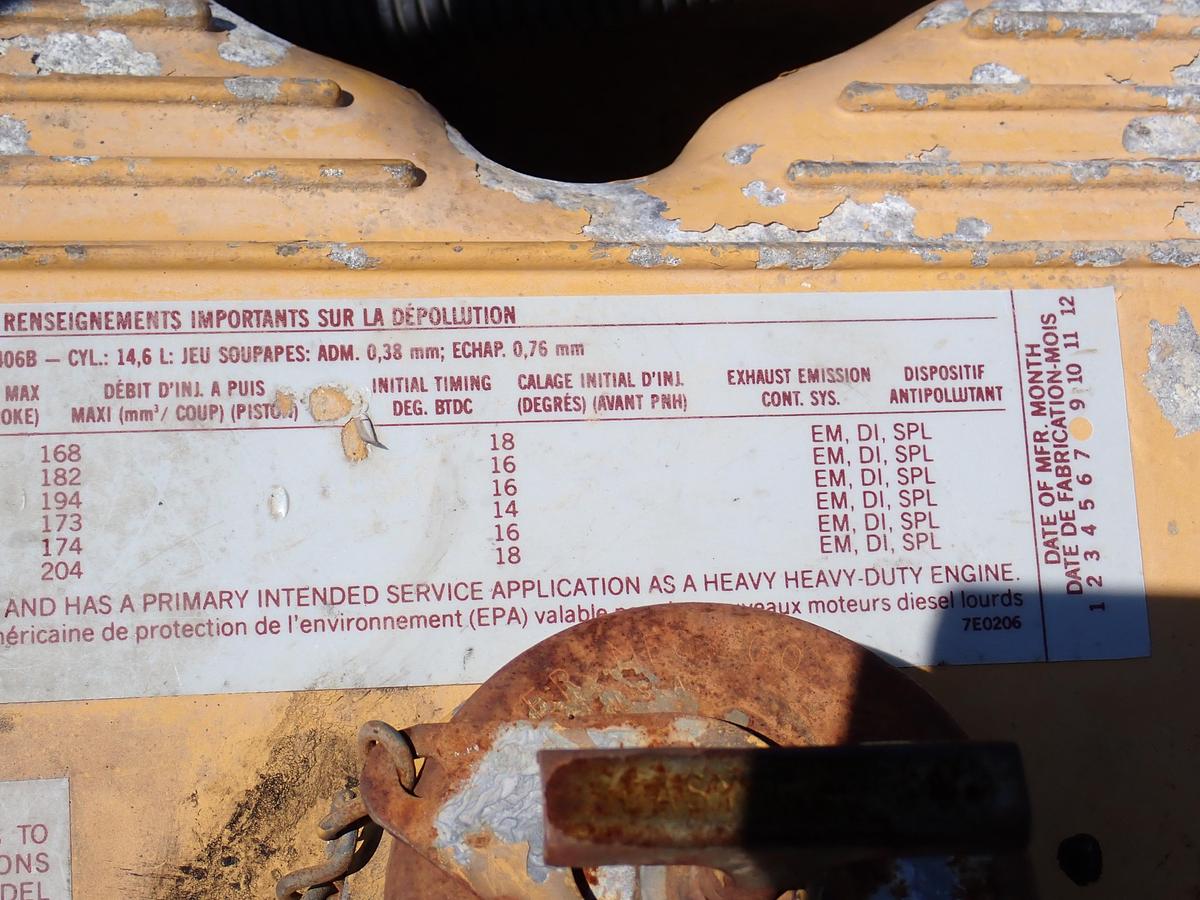 RENSEIGNEMENTS IMPORTANTS SUR LA DÉPOLLUTION
406B — CYL.: 14,6 L: JEU SOUPAPES: ADM. 0,38 mm; ECHAP. 0,76 mm
MAX DÉBIT D'INJ. A PUIS INITIAL TIMING CALAGE INITIAL D'INJ. EXHAUST EMISSION DISPOSITIF
OKE) MAXI (mm³/ COUP) (PISTON) DEG. BTDC (DEGRÉS) (AVANT PNH) CONT. SYS. ANTIPOLLUTANT
168 18 EM, DI, SPL
182 16 EM, DI, SPL
194 16 EM, DI, SPL
173 14 EM, DI, SPL
174 16 EM, DI, SPL
204 18 EM, DI, SPL
AND HAS A PRIMARY INTENDED SERVICE APPLICATION AS A HEAVY HEAVY-DUTY ENGINE.
méricaine de protection de l'environnement (EPA) valable moteurs diesel lourds
7E0206
DATE OF MFR. MONTH
DATE DE FABRICATION-MOIS
1 2 3 4 5 6 7 9 10 11 12
TO
ONS
DEL